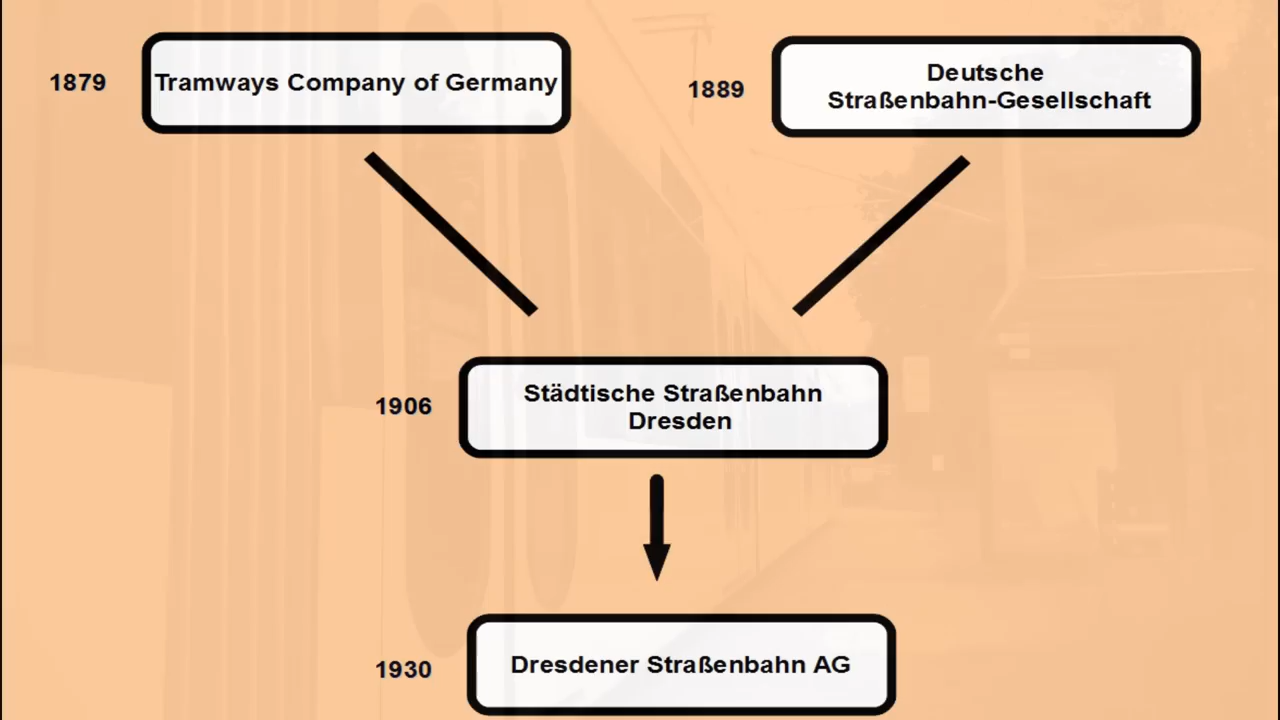 1879
Tramways Company of Germany
1889
Deutsche
Straßenbahn-Gesellschaft
1906
Städtische Straßenbahn
Dresden
1930
Dresdener Straßenbahn AG